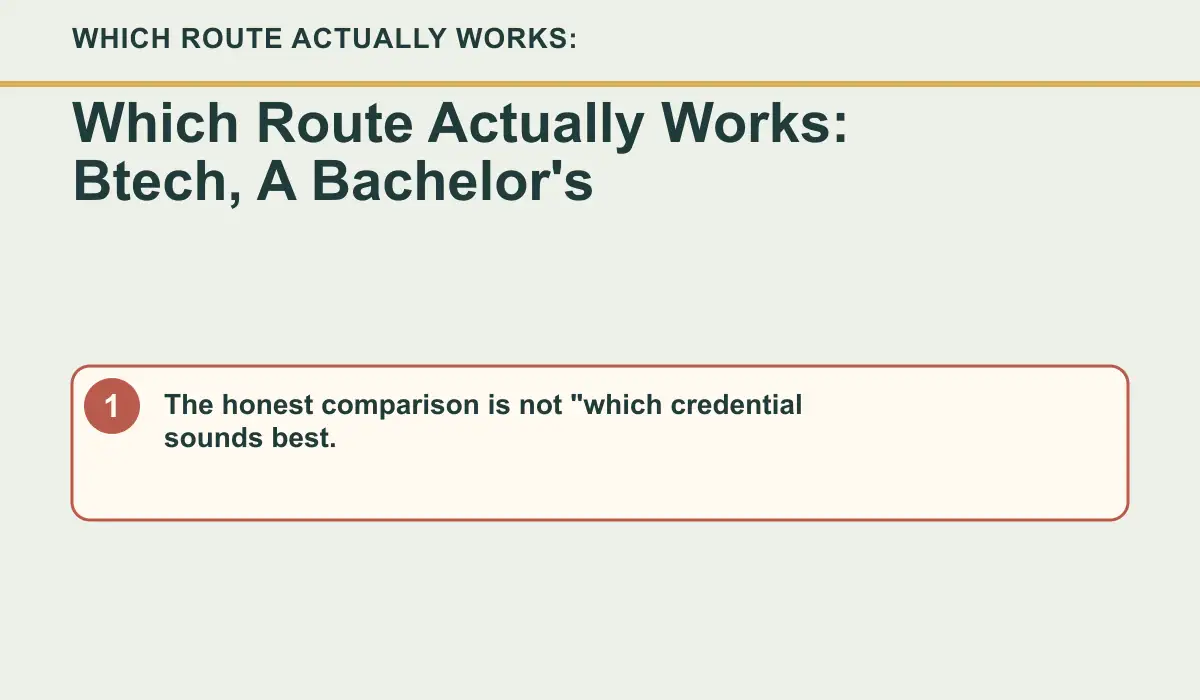 WHICH ROUTE ACTUALLY WORKS:
Which Route Actually Works:
Btech, A Bachelor's
1
The honest comparison is not "which credential
sounds best.